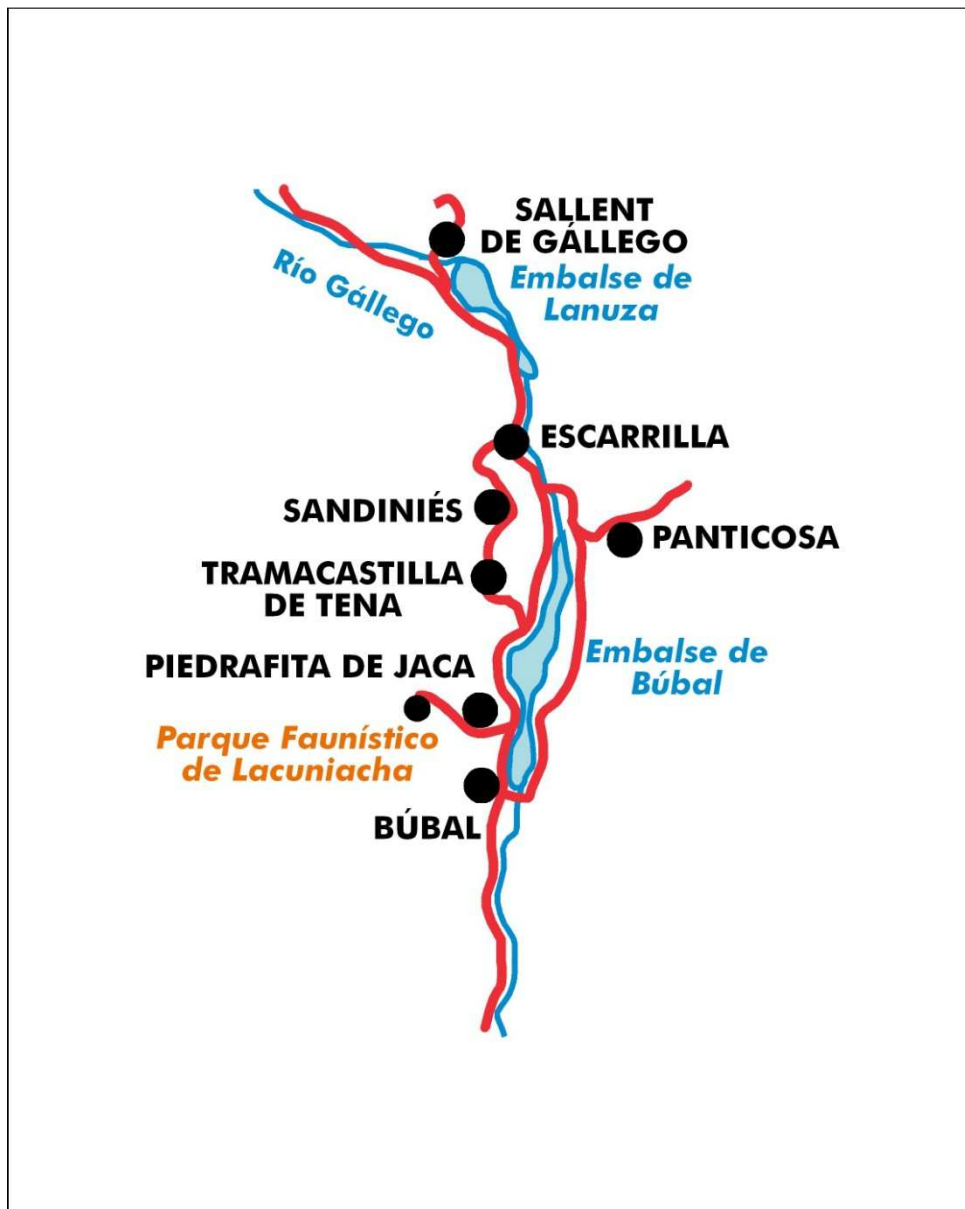 SALLENT
DE GÁLLEGO
Río Gállego
Embalse de
Lanuza
ESCARRILLA
SANDINIÉS
PANTICOSA
TRAMACASTILLA
DE TENA
Embalse de
Búbal
PIEDRAFITA DE JACA
Parque Faunístico
de Lacuniacha
BÚBAL